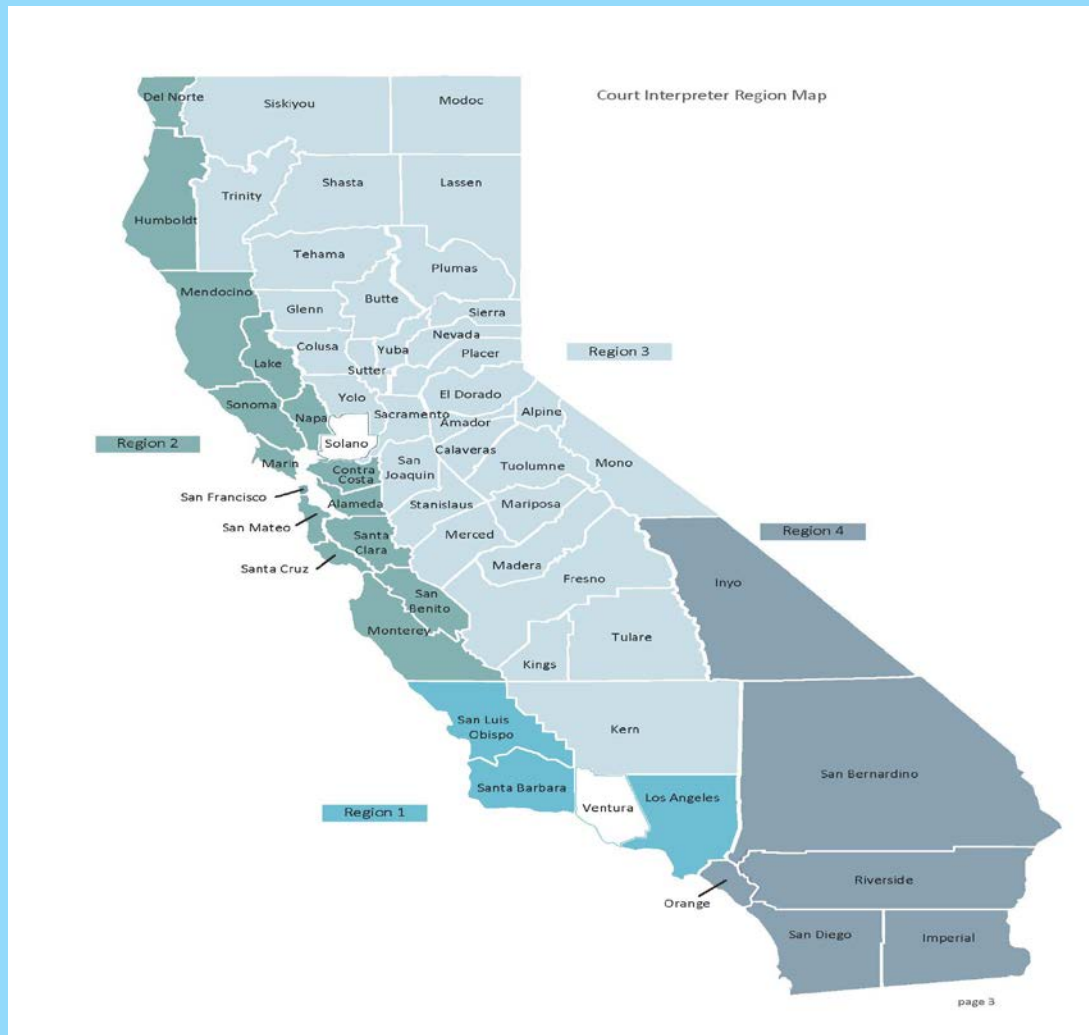 Court Interpreter Region Map
Del Norte
Siskiyou
Modoc
Trinity
Shasta
Lassen
Humboldt
Tehama
Plumas
Mendocino
Glenn
Butte
Sierra
Nevada
Colusa
Yuba
Placer
Region 3
Lake
Sutter
El Dorado
Yolo
Sonoma
Napa
Sacramento
Amador
Alpine
Region 2
Solano
Calaveras
Marin
San
Joaquin
Tuolumne
Mono
Contra
Costa
San Francisco
Alameda
Stanislaus
Mariposa
San Mateo
Santa
Clara
Merced
Region 4
Santa Cruz
Madera
Fresno
Inyo
San
Benito
Monterey
Tulare
Kings
San Luis
Obispo
Kern
San Bernardino
Santa Barbara
Ventura
Los Angeles
Region 1
Riverside
Orange
San Diego
Imperial
page 3